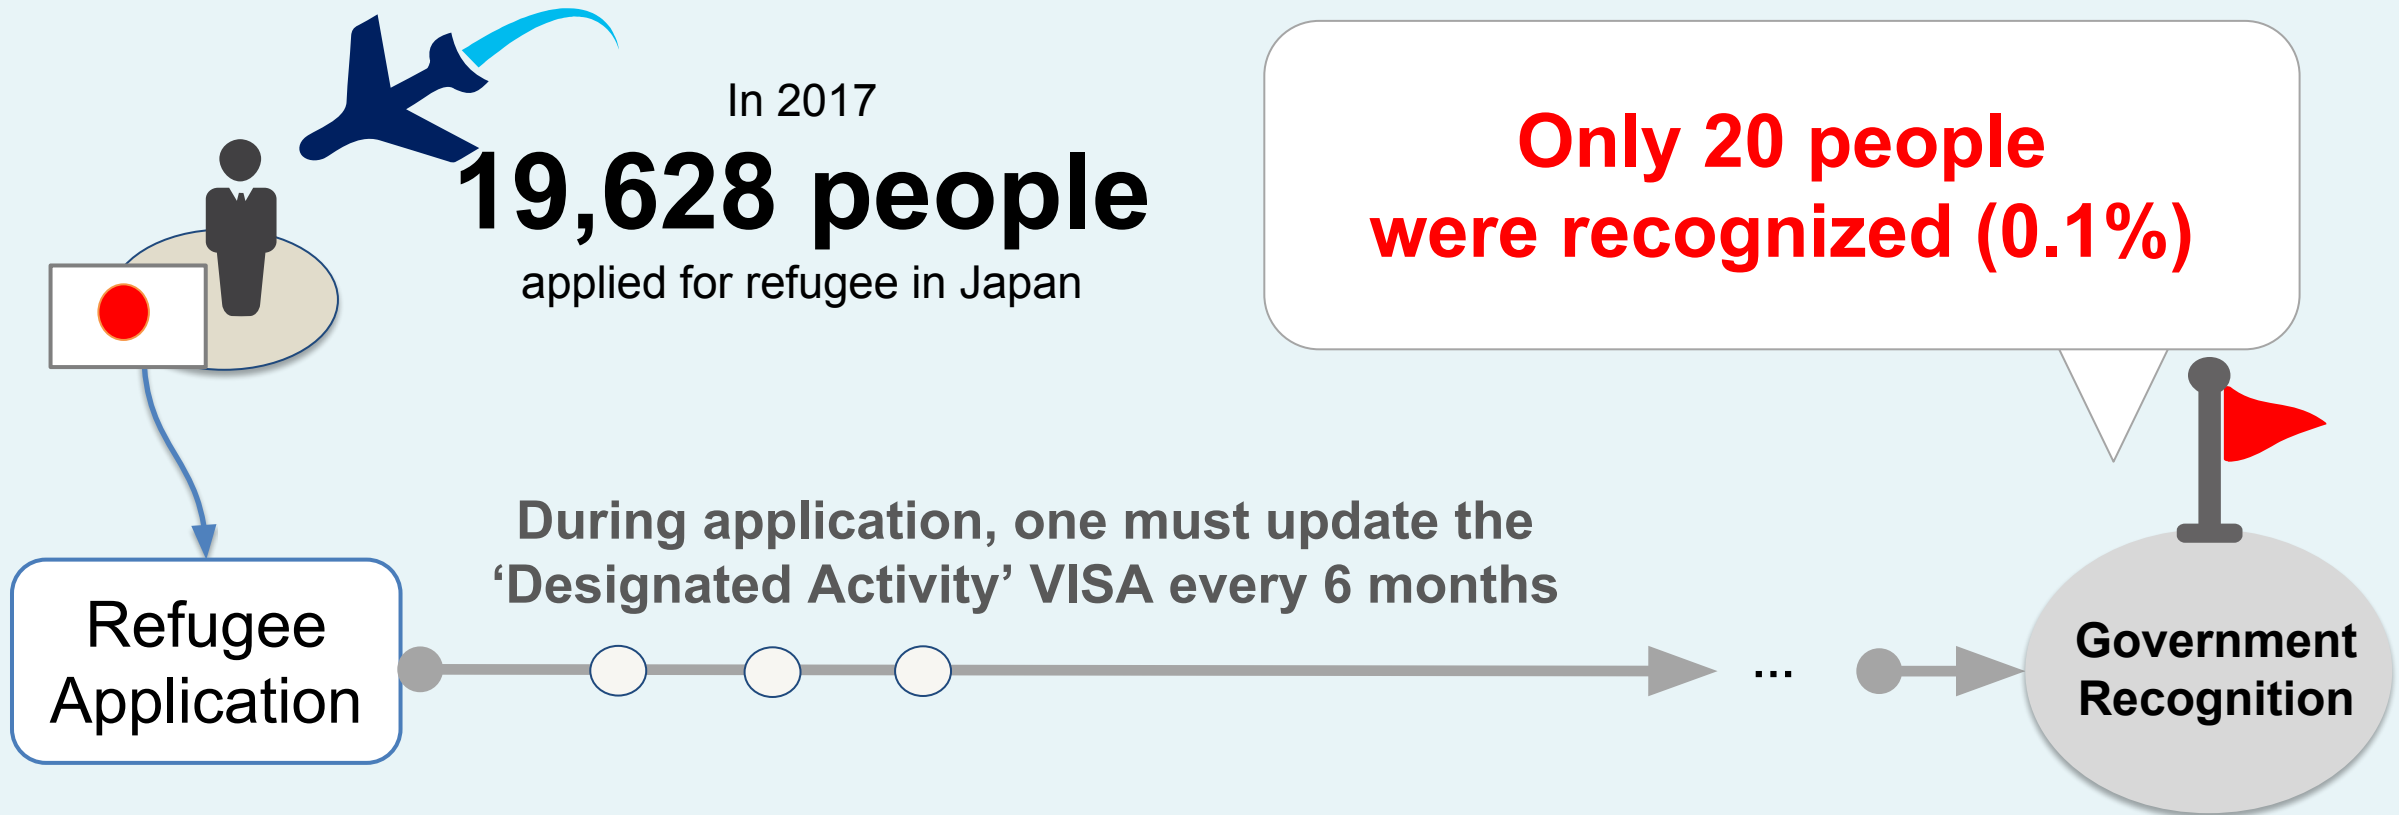 In 2017
19,628 people
applied for refugee in Japan
Only 20 people
were recognized (0.1%)
During application, one must update the
‘Designated Activity’ VISA every 6 months
Refugee
Application
...
Government
Recognition